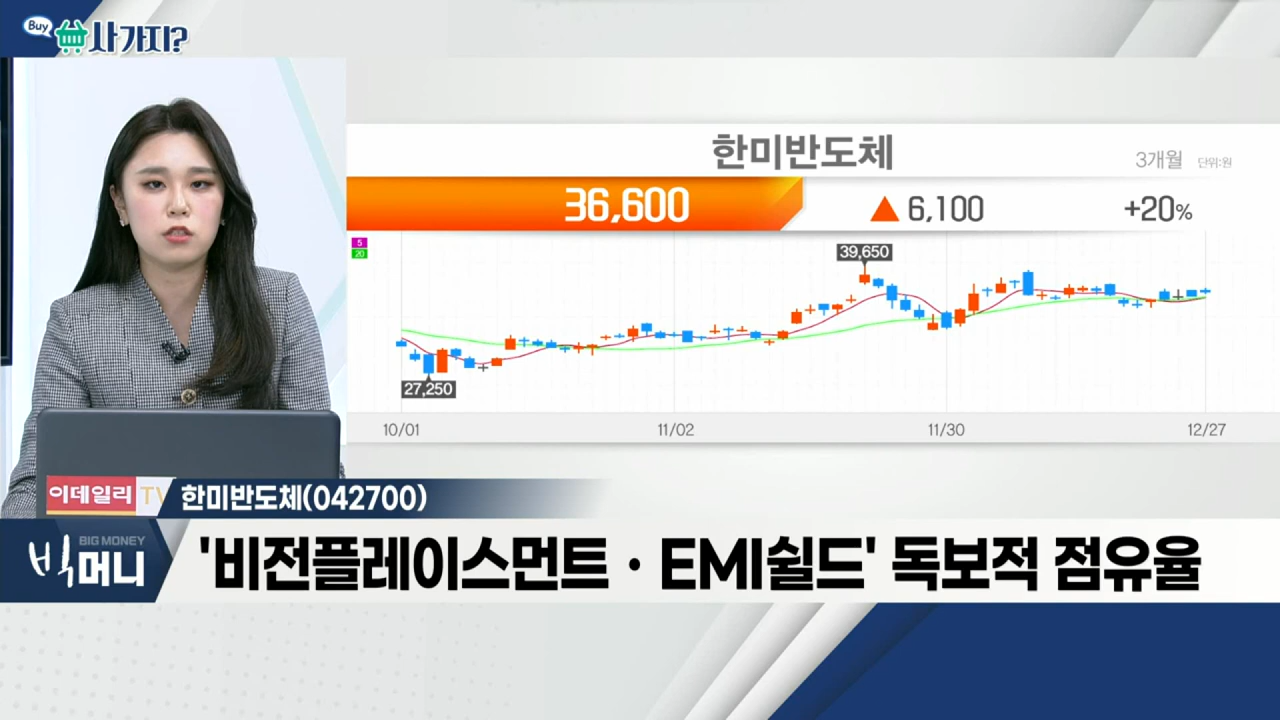 Buy 사 가지?
한미반도체
3개월 단위:원
36,600 ▲ 6,100 +20%
5
20
39,650
27,250
10/01 11/02 11/30 12/27
이데일리 TV 한미반도체(042700)
BIG MONEY
빅머니
'비전플레이스먼트 · EMI쉴드' 독보적 점유율